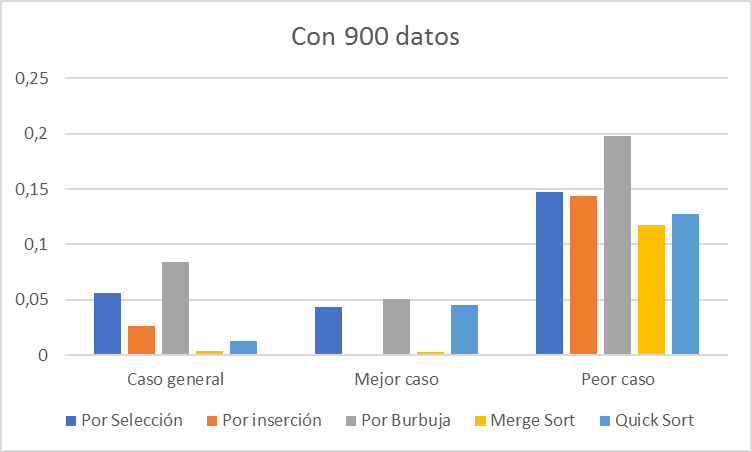 Con 900 datos
0,25
0,2
0,15
0,1
0,05
0
Caso general Mejor caso Peor caso
Por Selección Por inserción Por Burbuja Merge Sort Quick Sort